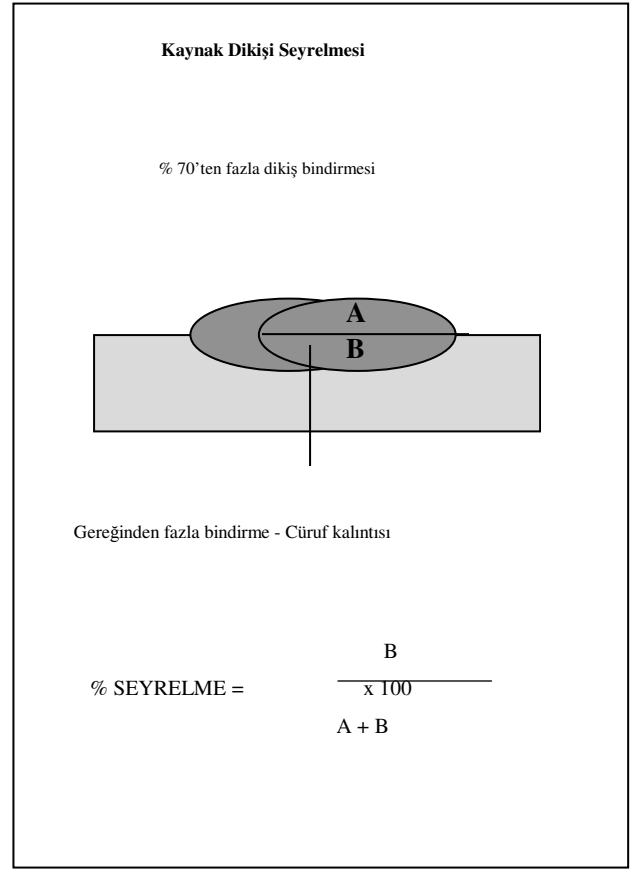 Kaynak Dikişi Seyrelmesi
% 70’ten fazla dikiş bindirmesi
A
B
Gereğinden fazla bindirme - Cüruf kalıntısı
B
% SEYRELME = x 100
A + B